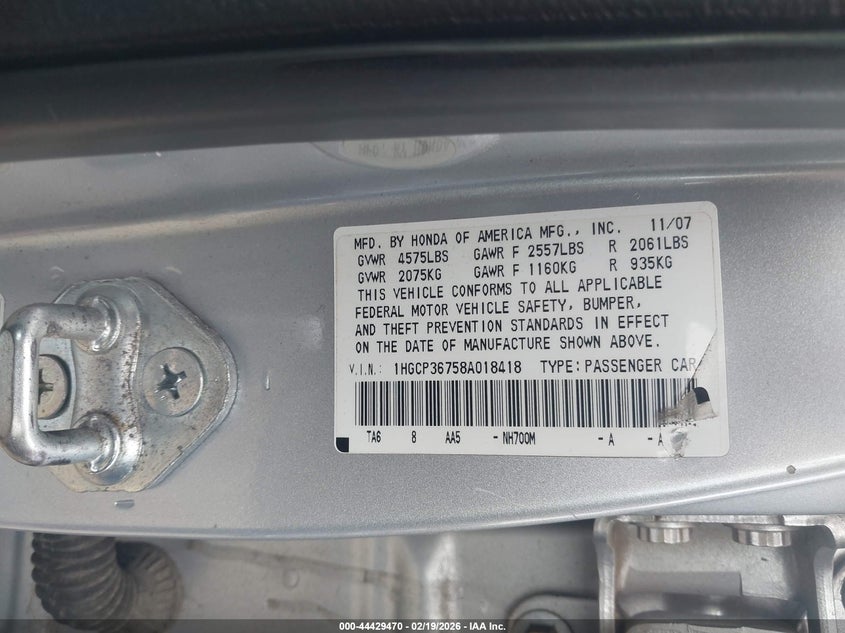 MFD. BY HONDA OF AMERICA MFG., INC. 11/07
GVWR 4575LBS GAWR F 2557LBS R 2061LBS
GVWR 2075KG GAWR F 1160KG R 935KG
THIS VEHICLE CONFORMS TO ALL APPLICABLE
FEDERAL MOTOR VEHICLE SAFETY, BUMPER,
AND THEFT PREVENTION STANDARDS IN EFFECT
ON THE DATE OF MANUFACTURE SHOWN ABOVE.
V.I.N.: 1HGCP36758A018418 TYPE: PASSENGER CAR
TA6 8 AA5 -NH700M -A -A
000-44429470 - 02/19/2026 - IAA Inc.